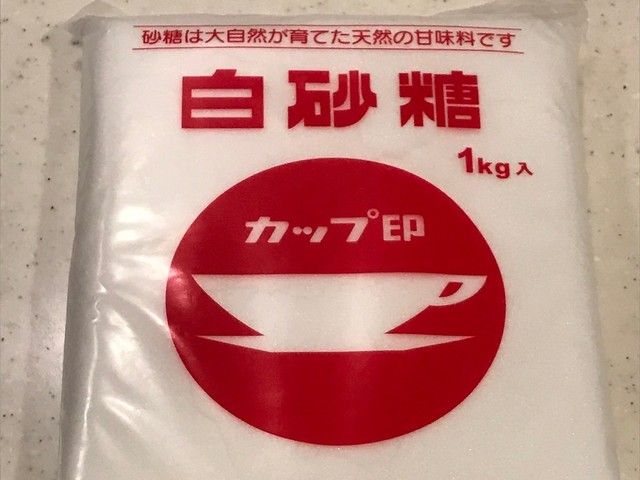 砂糖は大自然が育てた天然の甘味料です
白砂糖
1kg入
カップ印